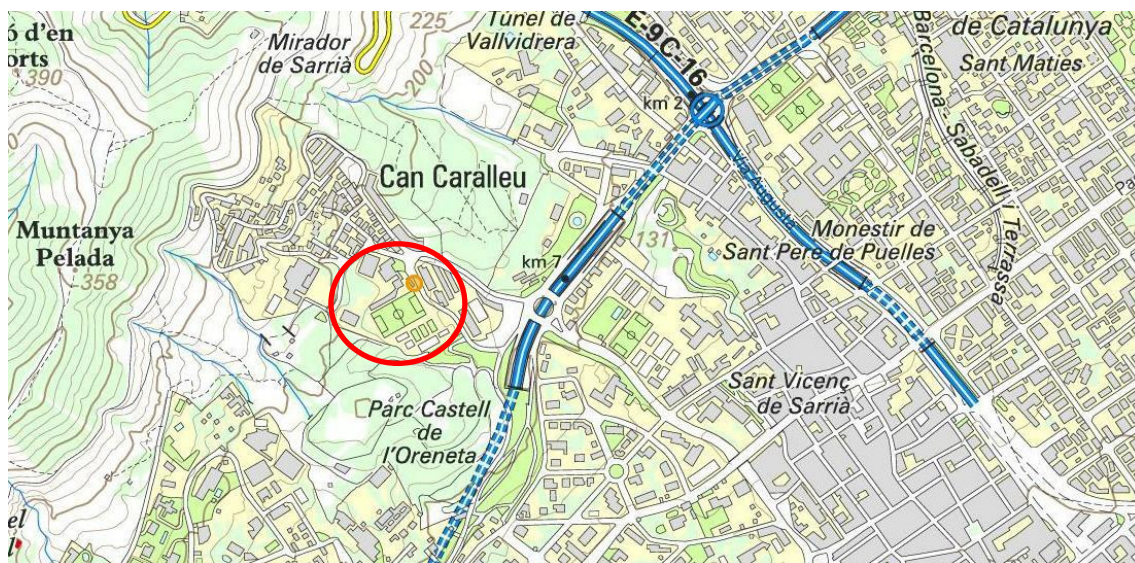 ó d'en
orts
390
Mirador
de Sarrià
225
200
Túnel de
Vallvidrera
E-9
C-16
km 2
de Catalunya
Sant Maties
Barcelona - Sabadell i Terrassa
Can Caralleu
Via Augusta
Muntanya
Pelada
358
131
Monestir de
Sant Pere de Puelles
km 7
Parc Castell
de
l'Oreneta
Sant Vicenç
de Sarrià
el